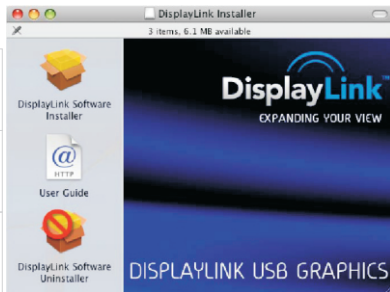 DisplayLink Installer
3 items, 6.1 MB available
DisplayLink™
EXPANDING YOUR VIEW
DisplayLink Software
Installer
@
HTTP
User Guide
DisplayLink Software
Uninstaller
DISPLAYLINK USB GRAPHICS